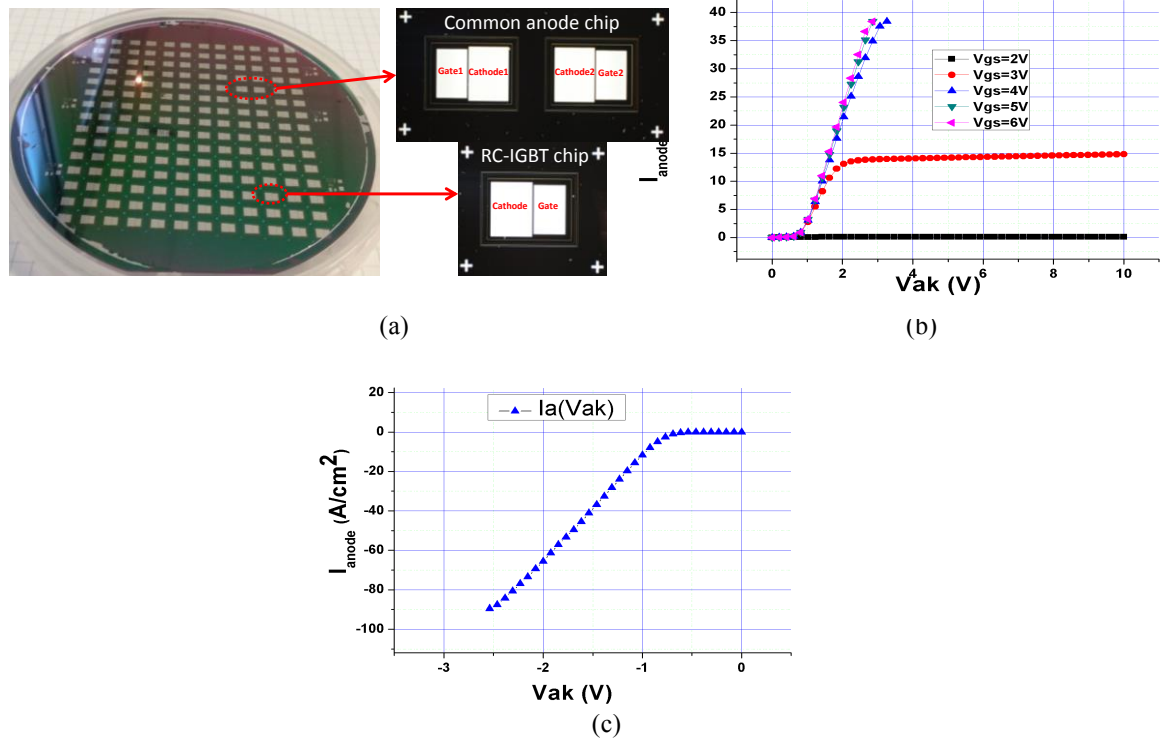 Common anode chip
Gate1 Cathode1 Cathode2 Gate2
RC-IGBT chip
Cathode Gate
(a)
40
35
30
25
20
15
10
5
0
I anode
Vgs=2V
Vgs=3V
Vgs=4V
Vgs=5V
Vgs=6V
0 2 4 6 8 10
Vak (V)
(b)
20
0
-20
-40
-60
-80
-100
I anode (A/cm²)
Ia(Vak)
-3 -2 -1 0
Vak (V)
(c)